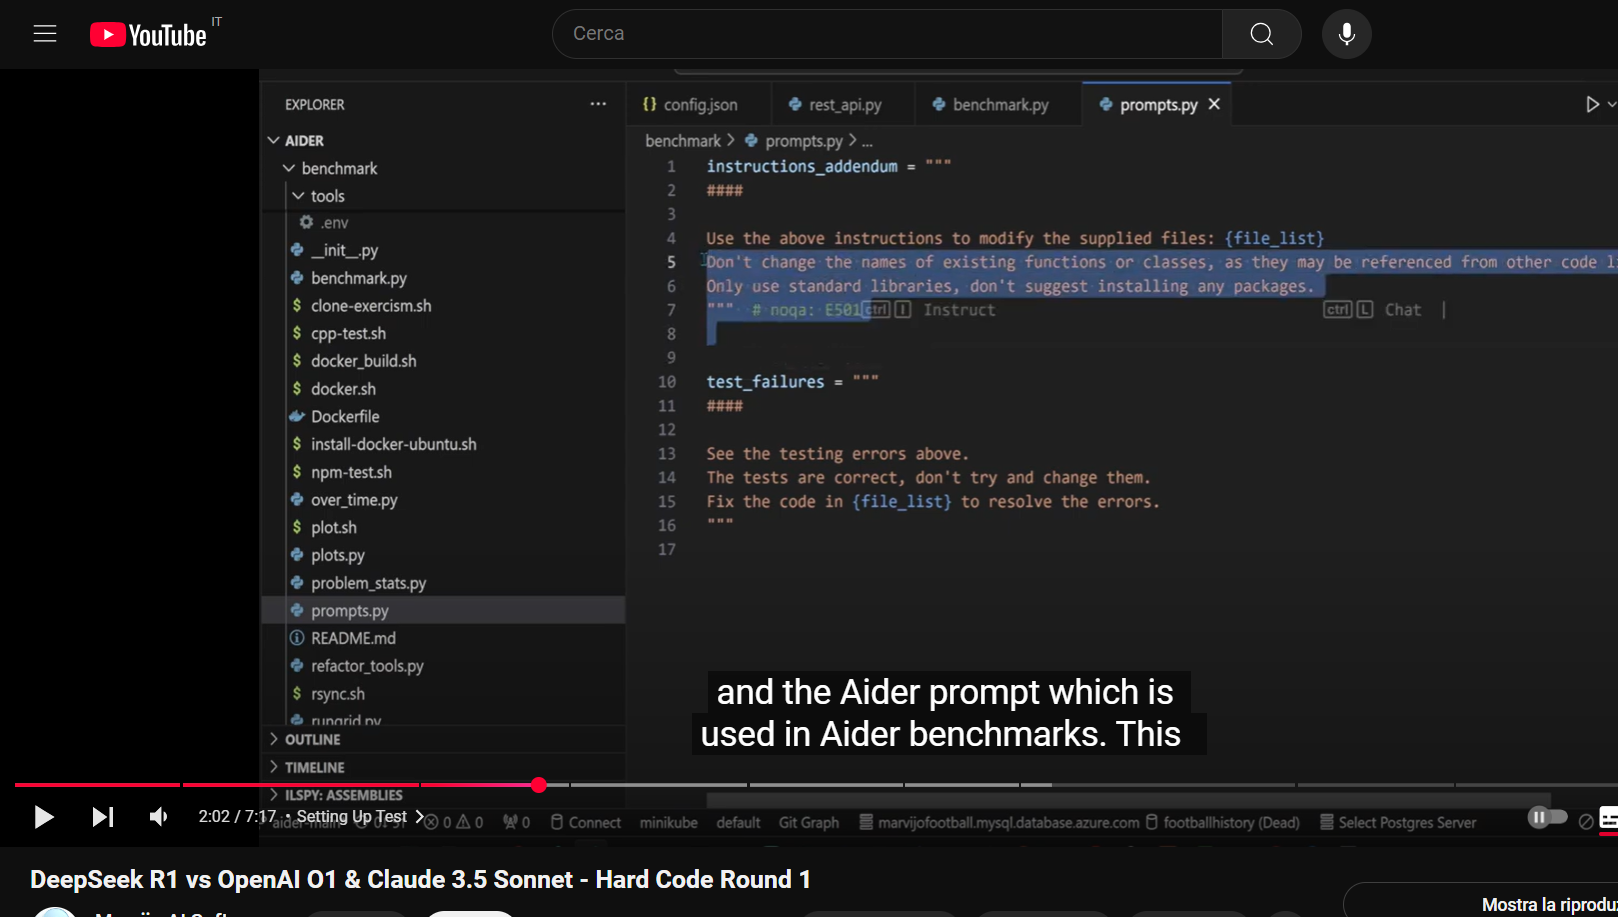 YouTube IT
Cerca
EXPLORER ...
config.json
rest_api.py
benchmark.py
prompts.py
AIDER
benchmark
tools
.env
__init__.py
benchmark.py
clone-exercism.sh
cpp-test.sh
docker_build.sh
docker.sh
Dockerfile
install-docker-ubuntu.sh
npm-test.sh
over_time.py
plot.sh
plots.py
problem_stats.py
prompts.py
README.md
refactor_tools.py
rsync.sh
rungrid.py
OUTLINE
TIMELINE
ILSPY: ASSEMBLIES
benchmark > prompts.py > ...
1 instructions_addendum = """
2 ####
3
4 Use the above instructions to modify the supplied files: {file_list}
5 Don't change the names of existing functions or classes, as they may be referenced from other code
6 Only use standard libraries, don't suggest installing any packages.
7 """ # noqa: E501 ctrl I Instruct ctrl L Chat
8
9
10 test_failures = """
11 ####
12
13 See the testing errors above.
14 The tests are correct, don't try and change them.
15 Fix the code in {file_list} to resolve the errors.
16 """
17
and the Aider prompt which is
used in Aider benchmarks. This
2:02 / 7:17 • Setting Up Test
aider-main 0 0 0 Connect minikube default Git Graph marvijofootball.mysql.database.azure.com footballhistory (Dead) Select Postgres Server
DeepSeek R1 vs OpenAI O1 & Claude 3.5 Sonnet - Hard Code Round 1
Mostra la